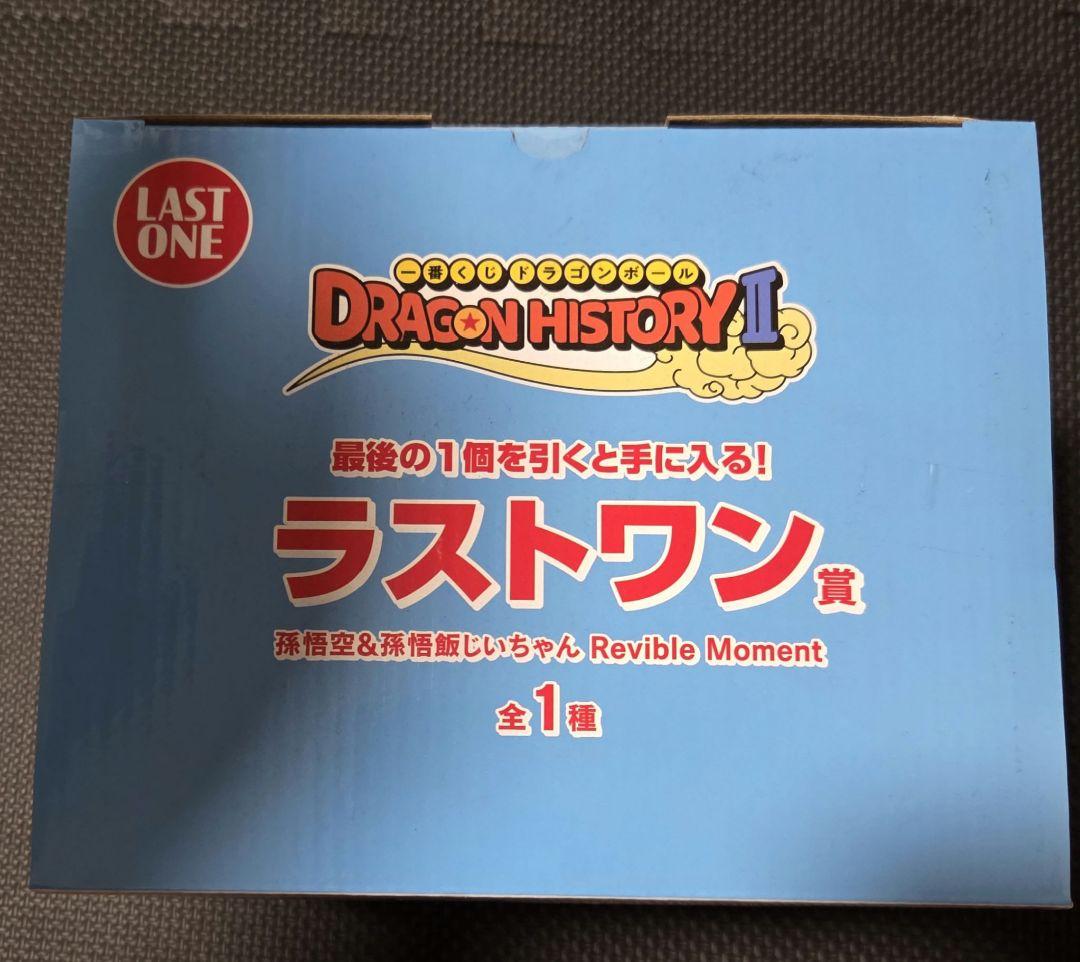 LAST
ONE
一番くじ ドラゴンボール
DRAGON HISTORY II
最後の1個を引くと手に入る!
ラストワン賞
孫悟空&孫悟飯じいちゃん Revible Moment
全1種